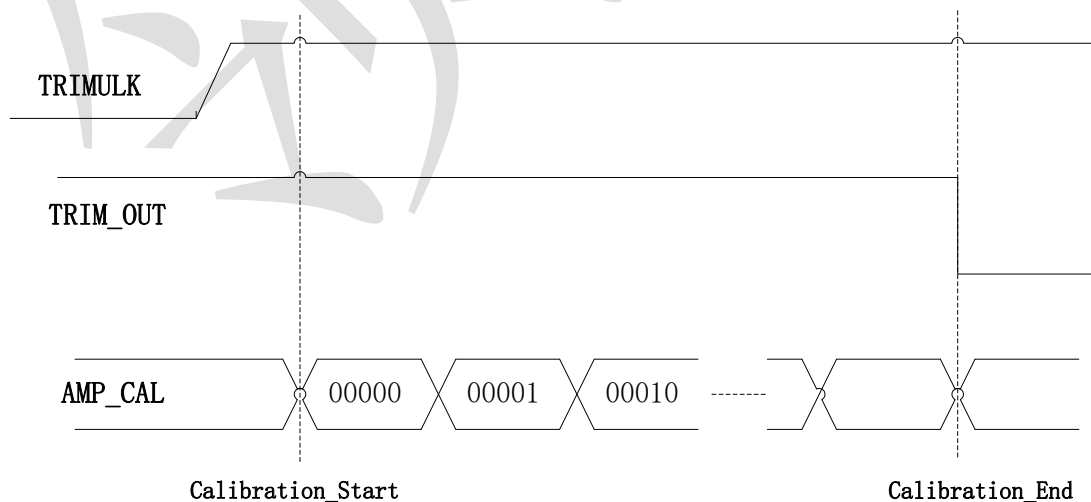 TRIMULK
TRIM_OUT
AMP_CAL 00000 00001 00010
Calibration_Start Calibration_End